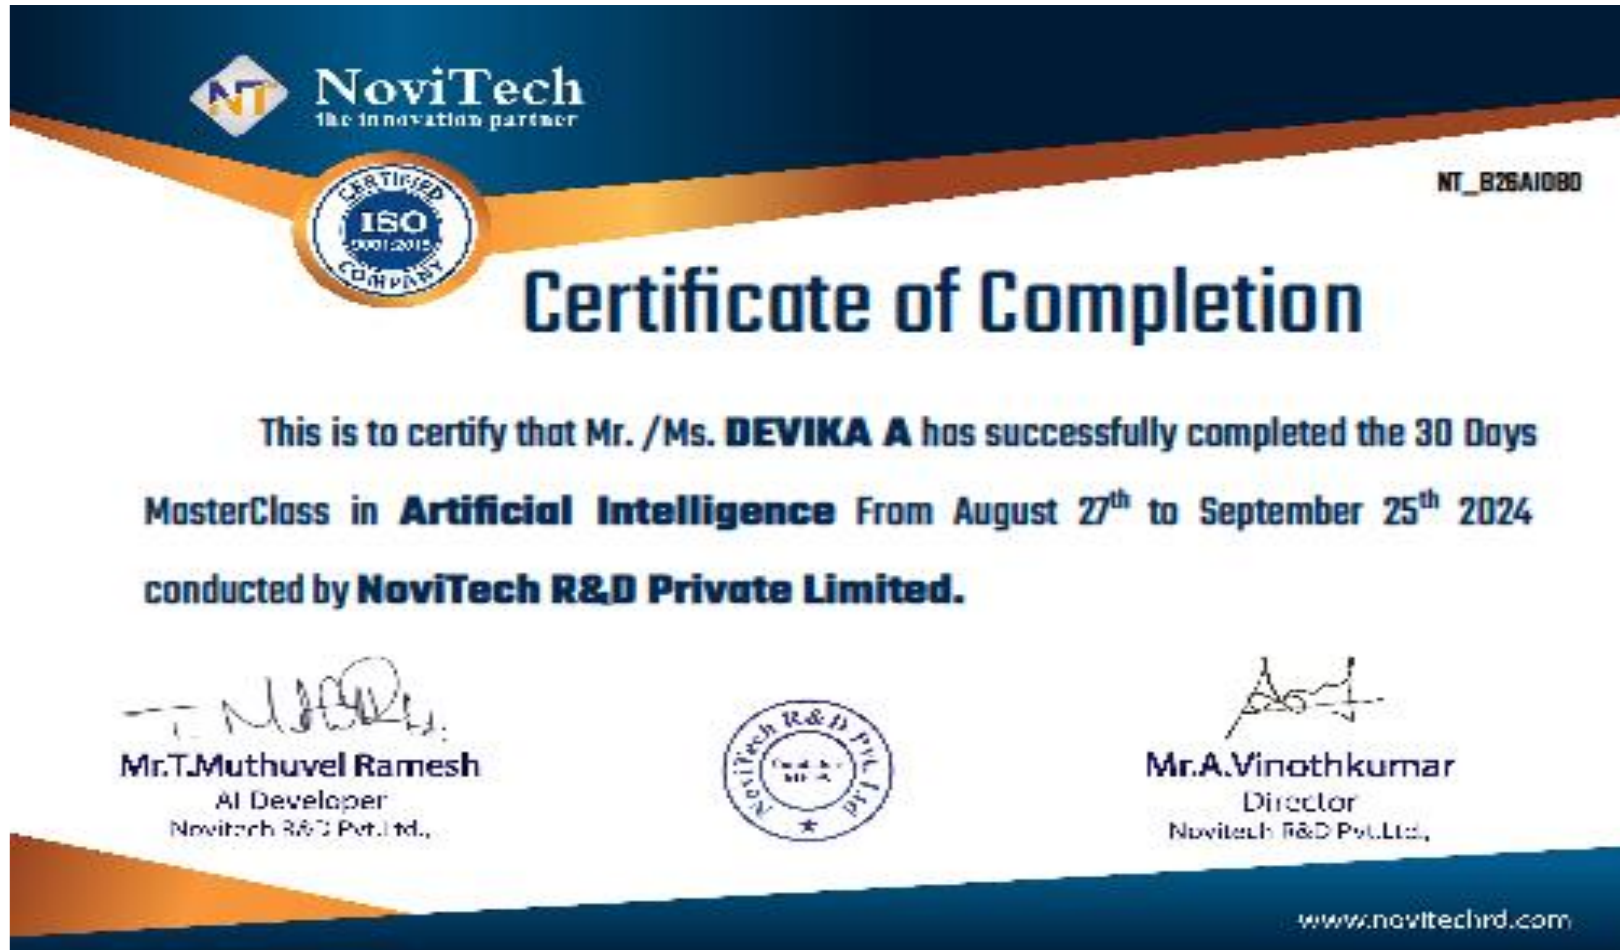 NT
NoviTech
the innovation partner
CERTIFIED
ISO
9001:2015
COMPANY
NT_B26AI080
Certificate of Completion
This is to certify that Mr. /Ms. DEVIKA A has successfully completed the 30 Days
MasterClass in Artificial Intelligence From August 27th to September 25th 2024
conducted by NoviTech R&D Private Limited.
Mr.T.Muthuvel Ramesh
AI Developer
Novitech R&D Pvt.Ltd.,
NoviTech R&D Pvt. Ltd
Mr.A.Vinothkumar
Director
Novitech R&D Pvt.Ltd.,
www.novitechrd.com